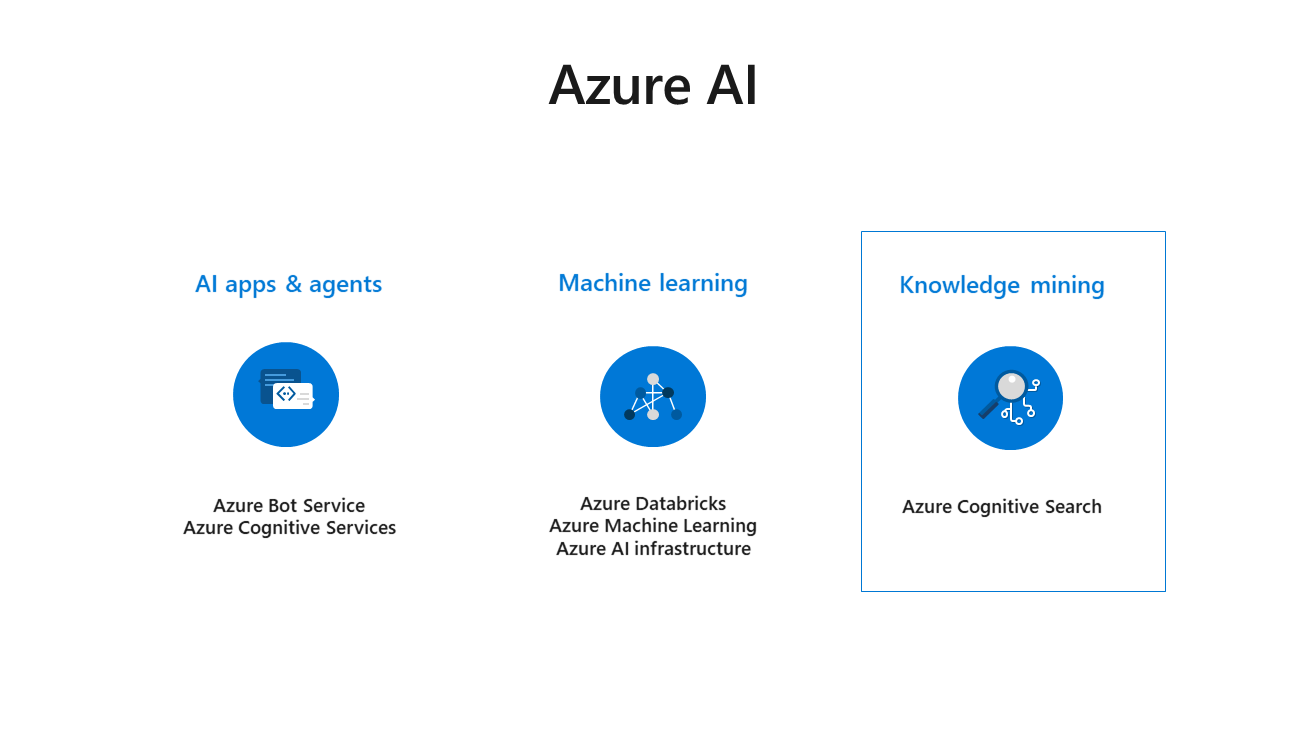 Azure AI
AI apps & agents
Azure Bot Service
Azure Cognitive Services
Machine learning
Azure Databricks
Azure Machine Learning
Azure AI infrastructure
Knowledge mining
Azure Cognitive Search